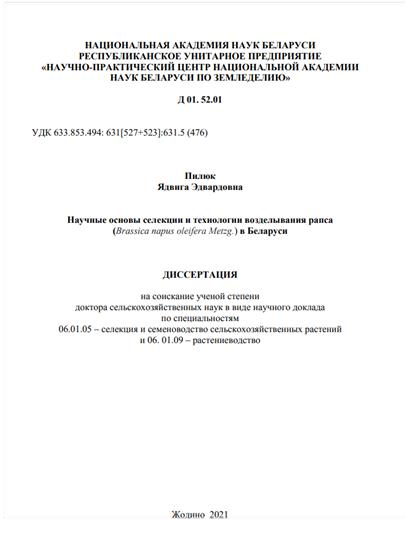 НАЦИОНАЛЬНАЯ АКАДЕМИЯ НАУК БЕЛАРУСИ
РЕСПУБЛИКАНСКОЕ УНИТАРНОЕ ПРЕДПРИЯТИЕ
«НАУЧНО-ПРАКТИЧЕСКИЙ ЦЕНТР НАЦИОНАЛЬНОЙ АКАДЕМИИ
НАУК БЕЛАРУСИ ПО ЗЕМЛЕДЕЛИЮ»
Д 01. 52.01
УДК 633.853.494: 631[527+523]:631.5 (476)
Пилюк
Ядвига Эдвардовна
Научные основы селекции и технологии возделывания рапса
(Brassica napus oleifera Metzg.) в Беларуси
ДИССЕРТАЦИЯ
на соискание ученой степени
доктора сельскохозяйственных наук в виде научного доклада
по специальностям
06.01.05 – селекция и семеноводство сельскохозяйственных растений
и 06. 01.09 – растениеводство
Жодино 2021